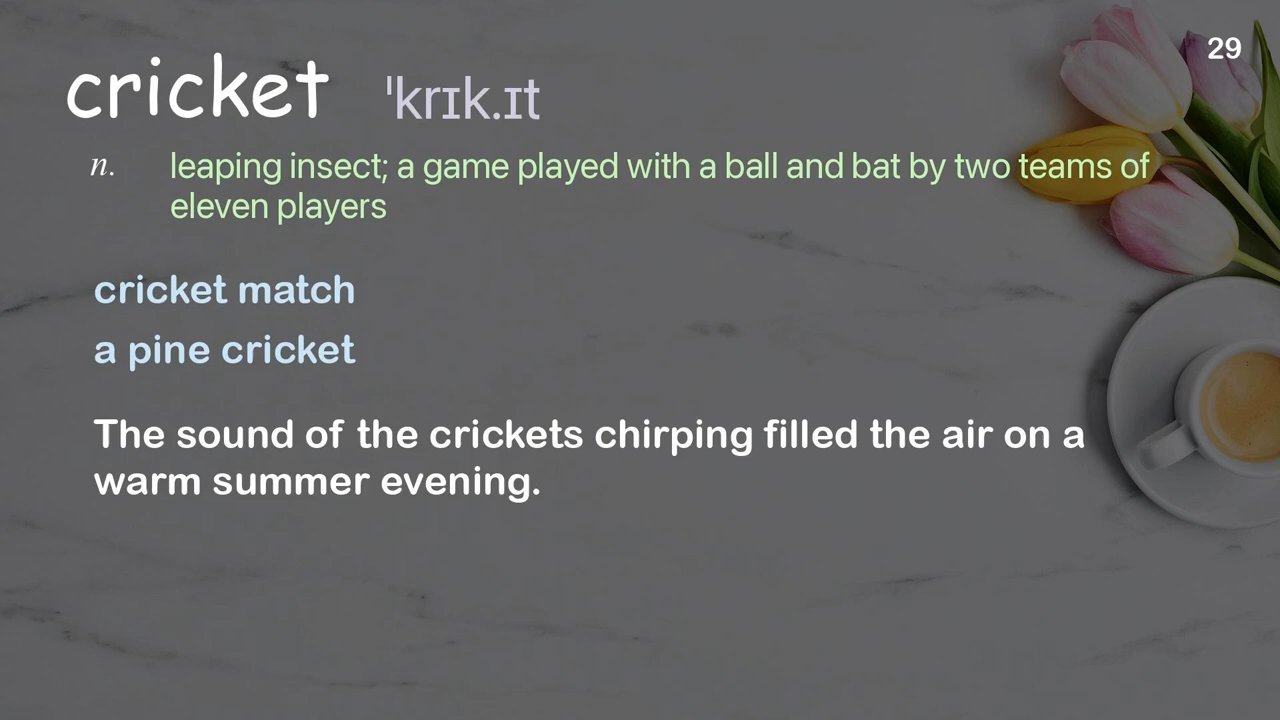 29
cricket ˈkrɪk.ɪt
n. leaping insect; a game played with a ball and bat by two teams of
eleven players
cricket match
a pine cricket
The sound of the crickets chirping filled the air on a
warm summer evening.